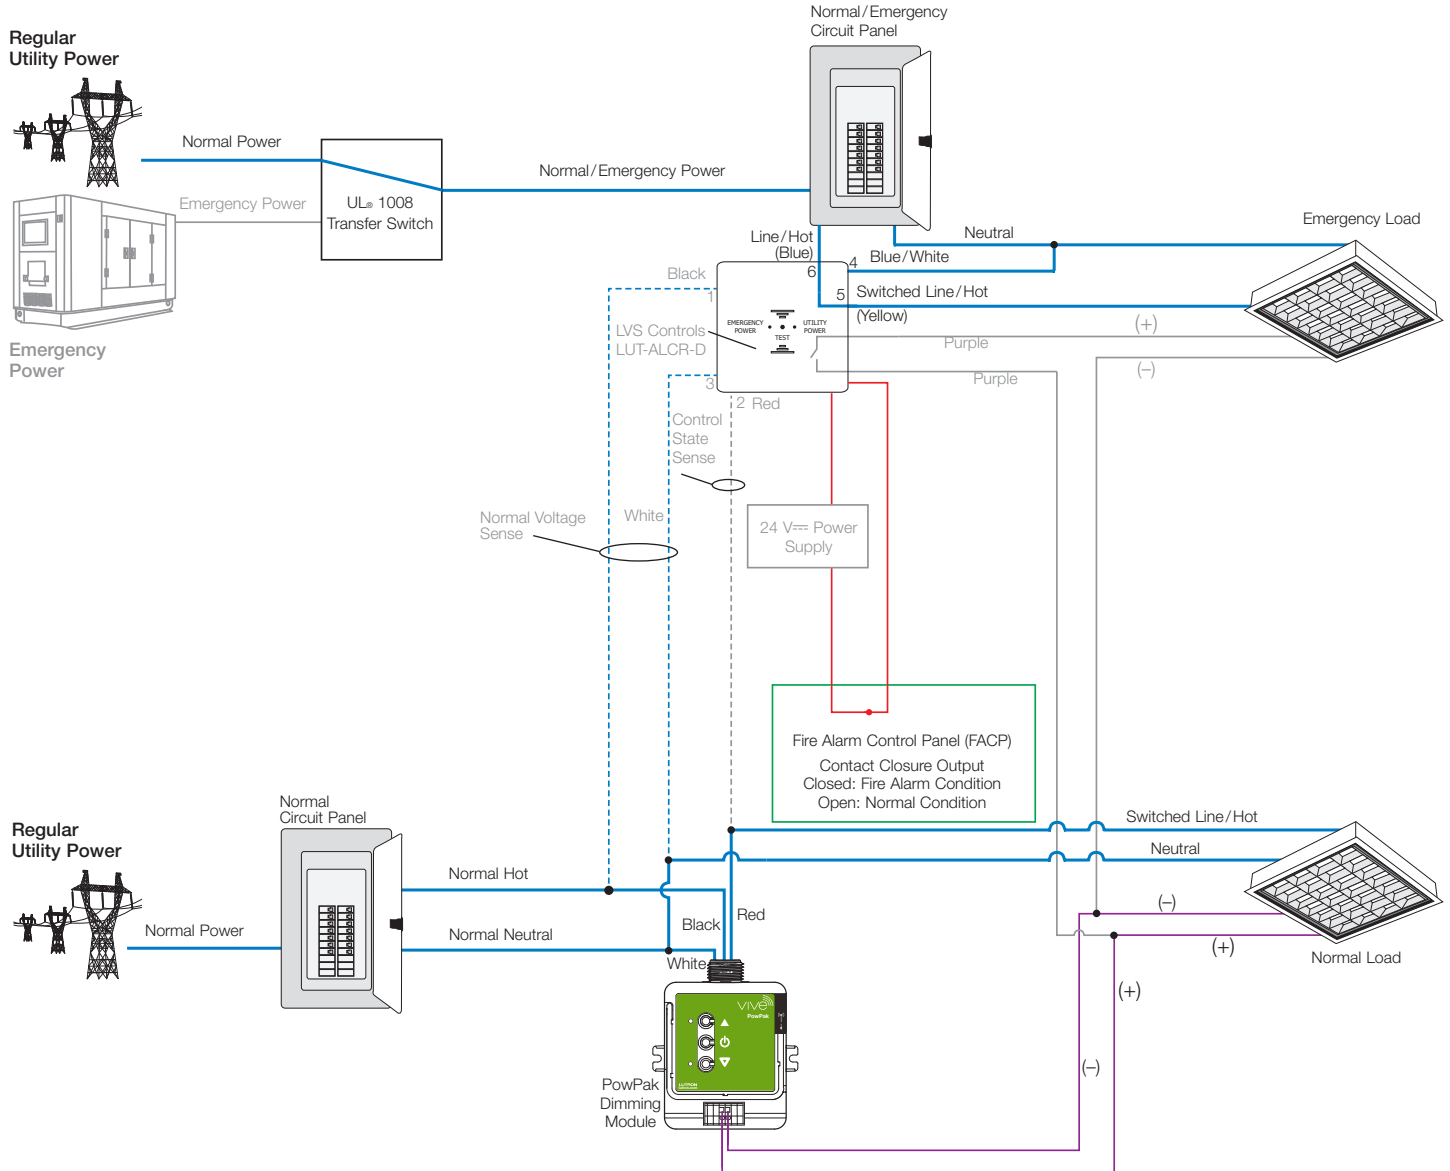 Regular
Utility Power
Normal/Emergency
Circuit Panel
Normal Power
Normal/Emergency Power
Emergency Power
UL® 1008
Transfer Switch
Emergency
Power
Line/Hot
(Blue)
Neutral
Blue/White
Emergency Load
Black
1
6
4
5
Switched Line/Hot
(Yellow)
EMERGENCY
POWER
UTILITY
POWER
TEST
LVS Controls
LUT-ALCR-D
(+)
Purple
(–)
Purple
3
2 Red
Control
State
Sense
Normal Voltage
Sense
White
24 V⎓ Power
Supply
Fire Alarm Control Panel (FACP)
Contact Closure Output
Closed: Fire Alarm Condition
Open: Normal Condition
Normal
Circuit Panel
Regular
Utility Power
Switched Line/Hot
Neutral
Normal Hot
Normal Power
Normal Neutral
Black
Red
White
(–)
(+)
Normal Load
(+)
(–)
VIVE
PowPak
LUTRON
PowPak
Dimming
Module